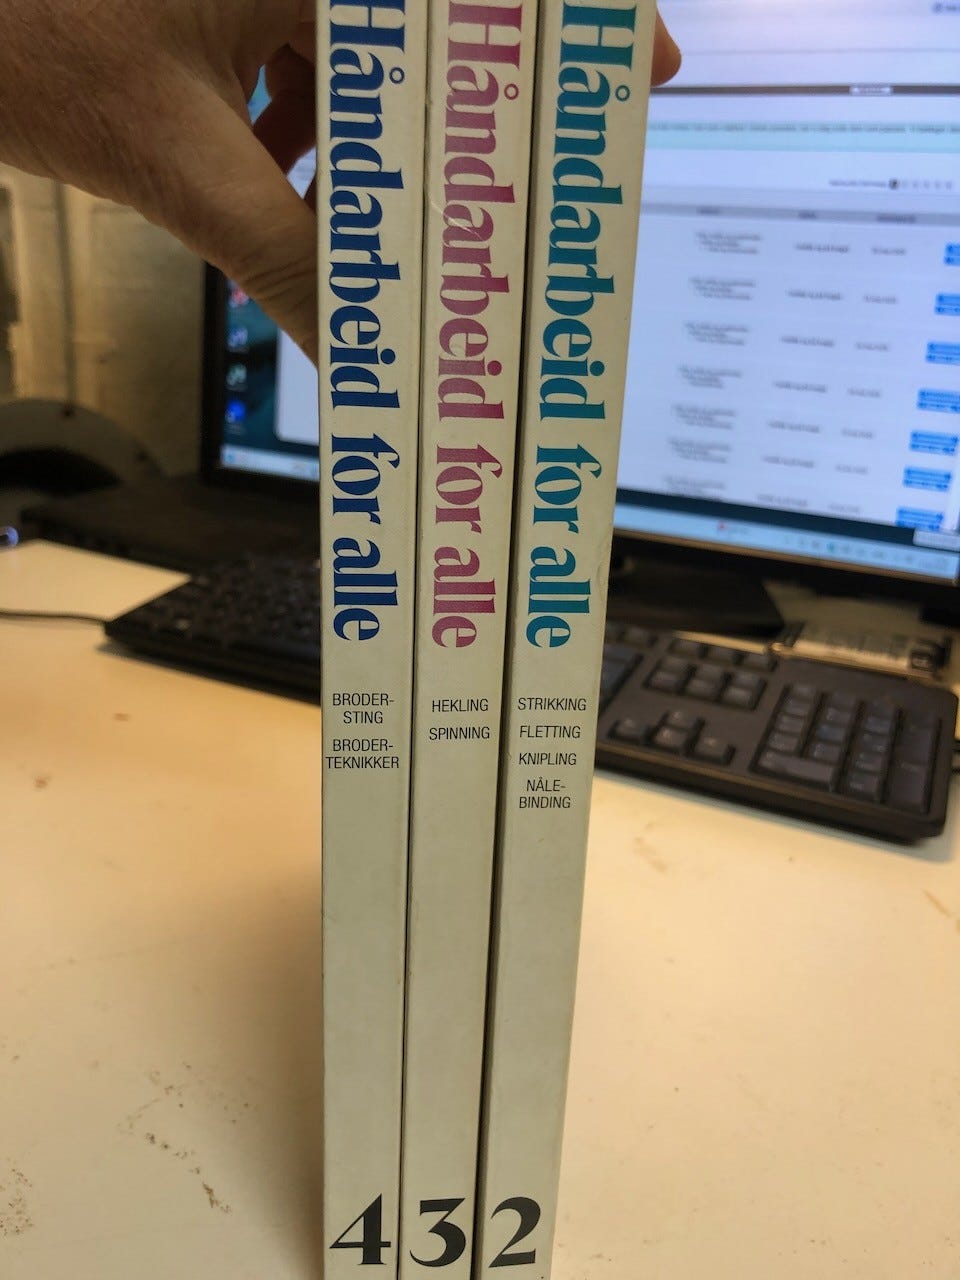 Håndarbeid for alle
BRODER-
STING
BRODER-
TEKNIKKER
4
Håndarbeid for alle
HEKLING
SPINNING
3
Håndarbeid for alle
STRIKKING
FLETTING
KNIPLING
NÅLE-
BINDING
2